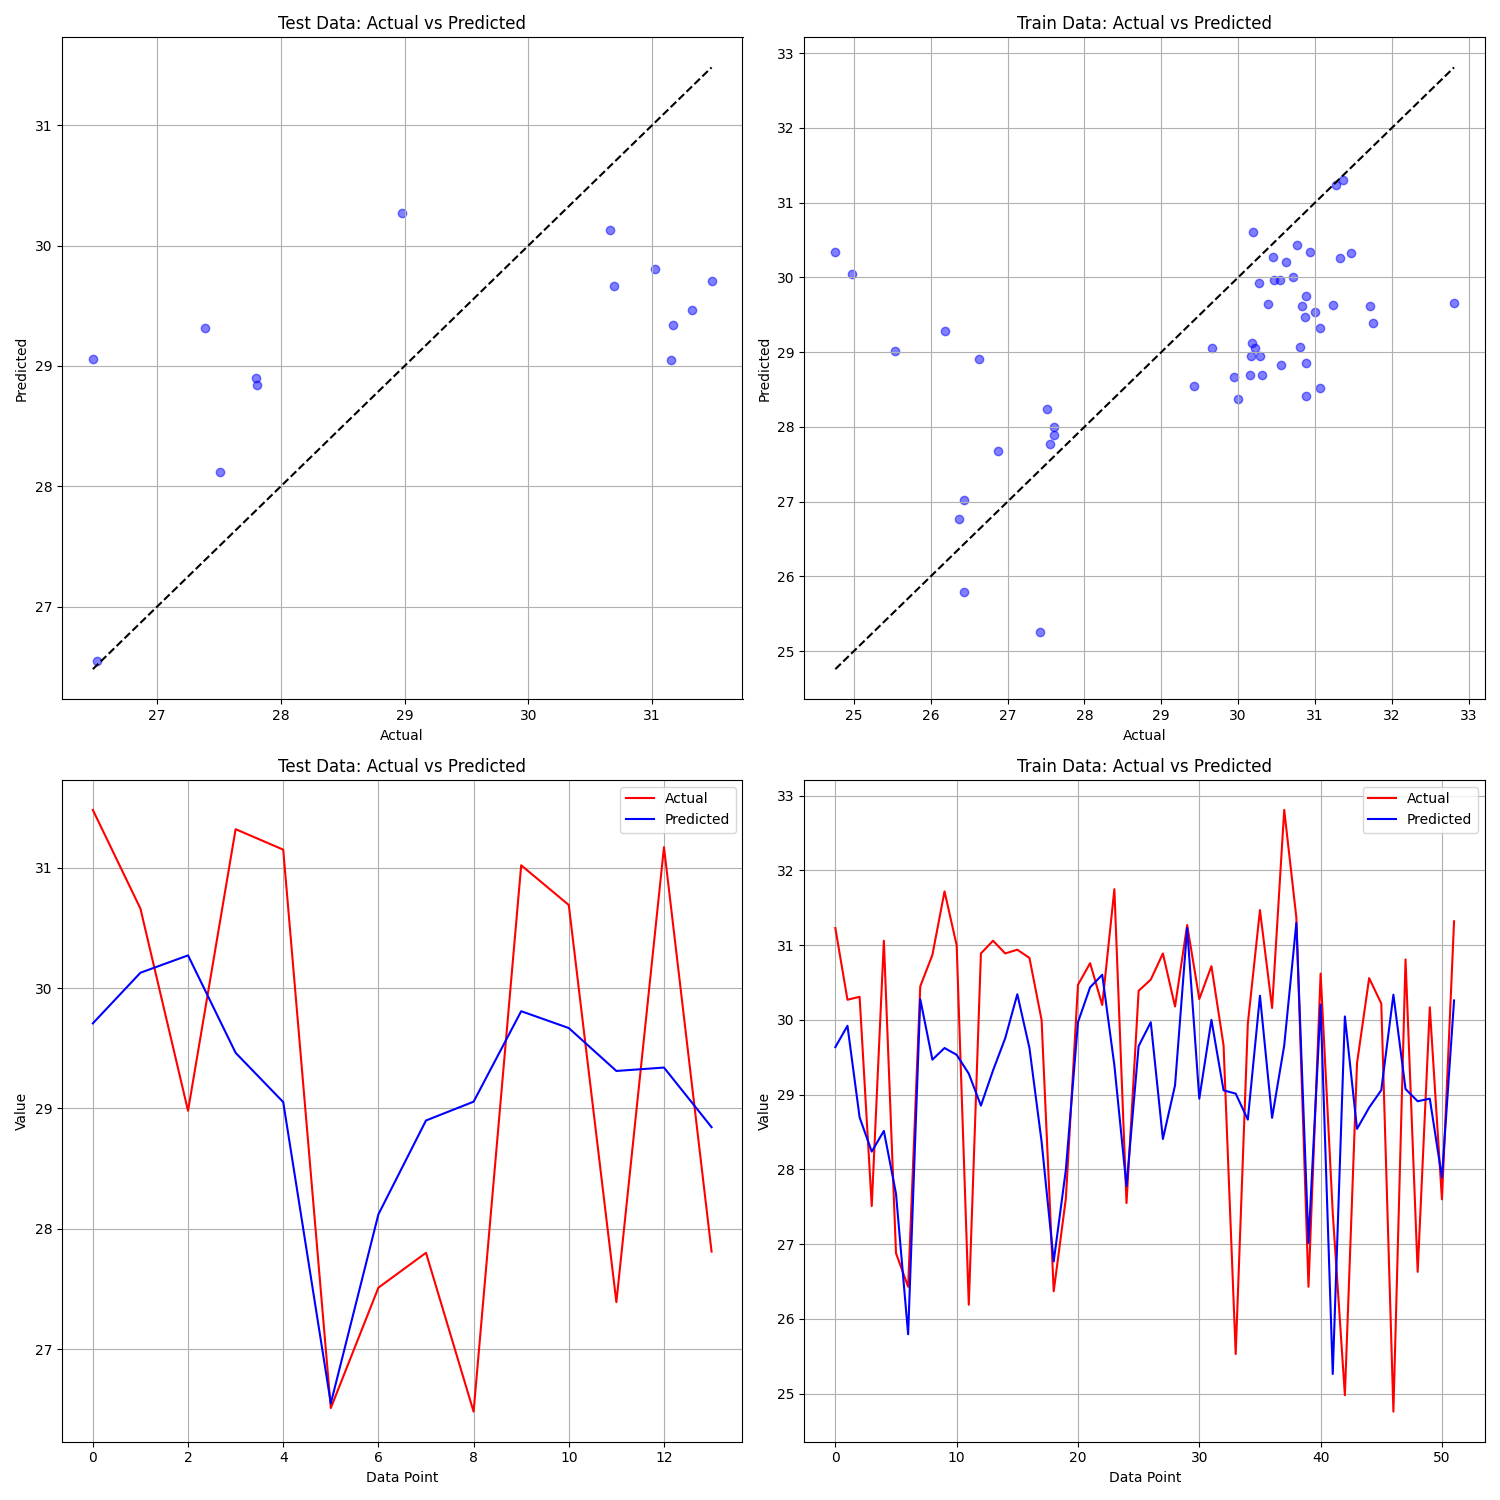 Test Data: Actual vs Predicted
31
30
29
28
27
Predicted
27 28 29 30 31
Actual
Train Data: Actual vs Predicted
33
32
31
30
29
28
27
26
25
Predicted
25 26 27 28 29 30 31 32 33
Actual
Test Data: Actual vs Predicted
Actual
Predicted
31
30
29
28
27
Value
0 2 4 6 8 10 12
Data Point
Train Data: Actual vs Predicted
Actual
Predicted
33
32
31
30
29
28
27
26
25
Value
0 10 20 30 40 50
Data Point